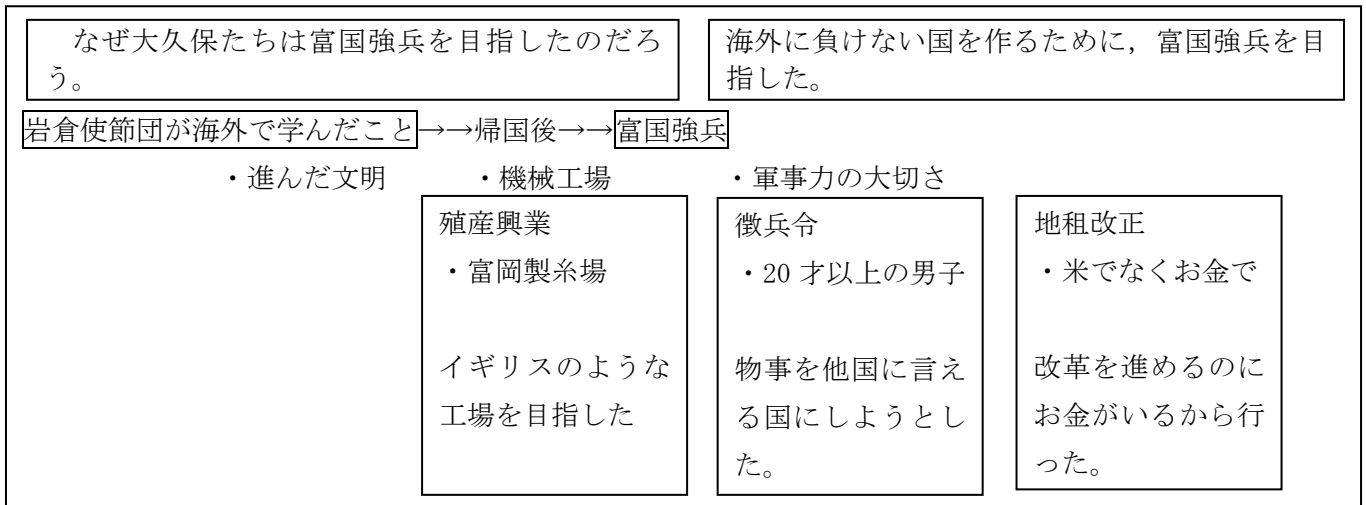 なぜ大久保たちは富国強兵を目指したのだろ
う。
海外に負けない国を作るために，富国強兵を目
指した。
岩倉使節団が海外で学んだこと→→帰国後→→富国強兵
・進んだ文明　・機械工場　・軍事力の大切さ
殖産興業
・富岡製糸場
イギリスのような
工場を目指した
徴兵令
・20 才以上の男子
物事を他国に言え
る国にしようとし
た。
地租改正
・米でなくお金で
改革を進めるのに
お金がいるから行
った。